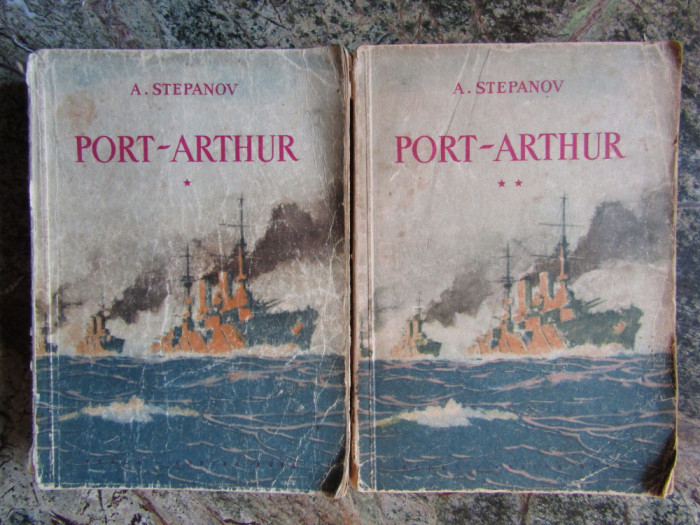 A. STEPANOV
PORT-ARTHUR
★
A. STEPANOV
PORT-ARTHUR
★ ★